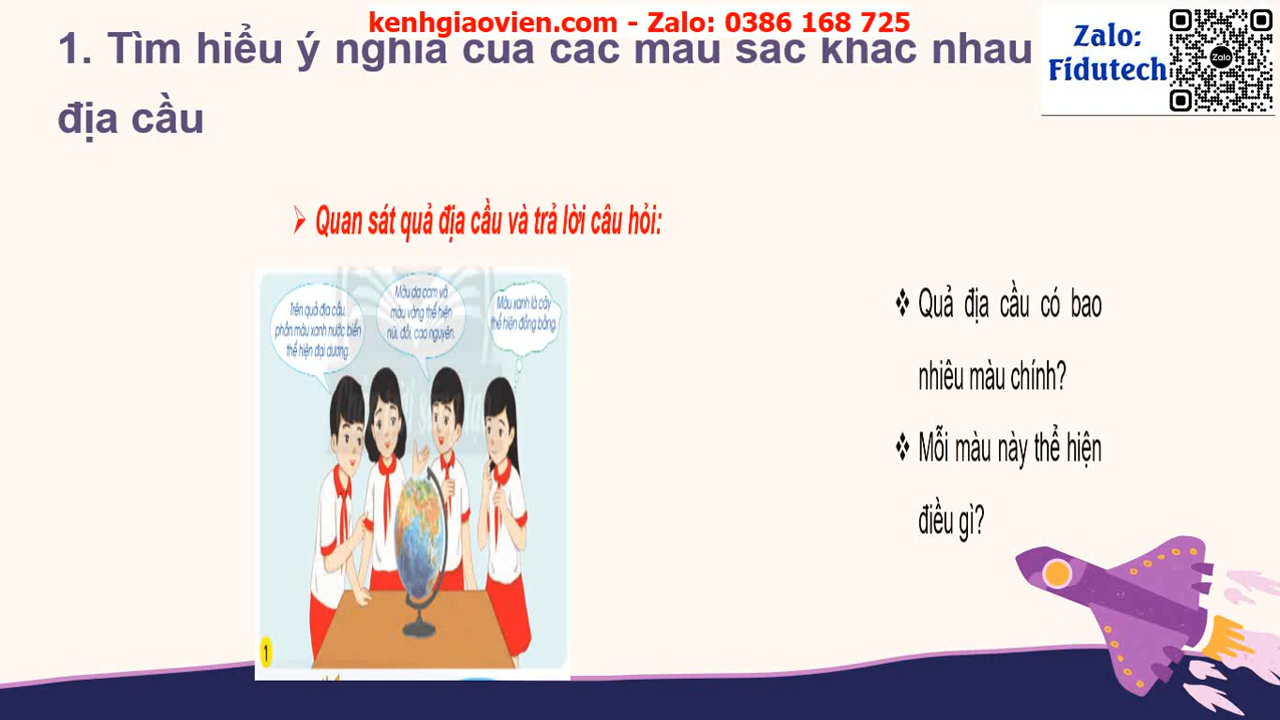 kenhgiaovien.com - Zalo: 0386 168 725
1. Tìm hiểu ý nghĩa của các màu sắc khác nhau
địa cầu
Zalo:
Fidutech
Zalo
Quan sát quả địa cầu và trả lời câu hỏi:
Trên quả địa cầu,
phần màu xanh nước biển
thể hiện đại dương.
Màu da cam và
màu vàng thể hiện
núi, đồi, cao nguyên.
Màu xanh lá cây
thể hiện đồng bằng.
Quả địa cầu có bao
nhiêu màu chính?
Mỗi màu này thể hiện
điều gì?
1